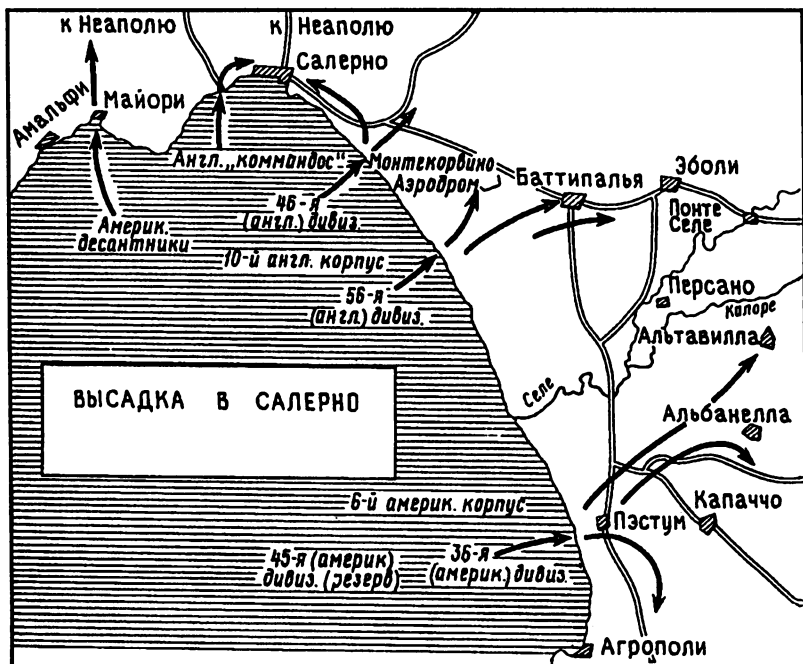 к Неаполю
к Неаполю
Салерно
Майори
Амальфи
Англ. „коммандос“
Монтекорвино
Аэродром
Баттипалья
Эболи
Понте
Селе
Америк.
десантники
46-я
(англ.) дивиз.
10-й англ. корпус
56-я
(англ.) дивиз.
Персано
Калоре
Альтавилла
ВЫСАДКА В САЛЕРНО
Селе
Альбанелла
6-й америк. корпус
Пэстум
Капаччо
45-я (америк)
дивиз. (резерв)
36-я
(америк.) дивиз.
Агрополи